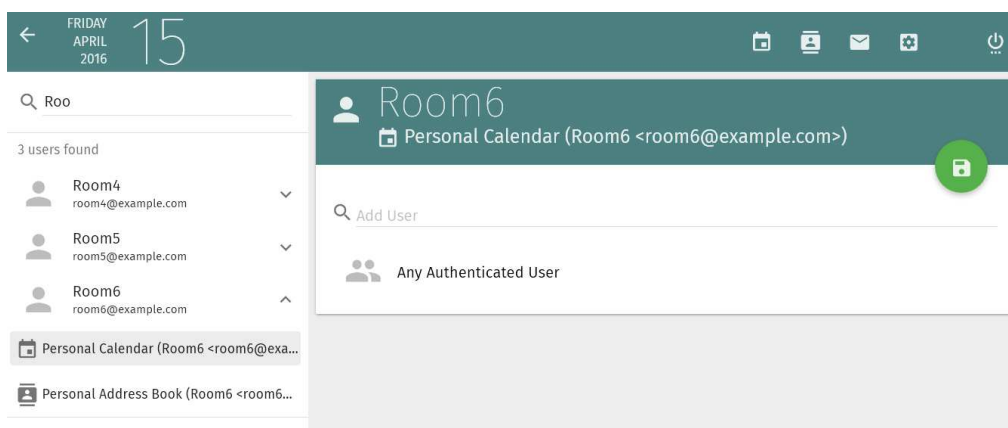 FRIDAY
APRIL
2016
15
Roo
3 users found
Room4
room4@example.com
Room5
room5@example.com
Room6
room6@example.com
Personal Calendar (Room6 <room6@exa...
Personal Address Book (Room6 <room6...
Room6
Personal Calendar (Room6 <room6@example.com>)
Add User
Any Authenticated User